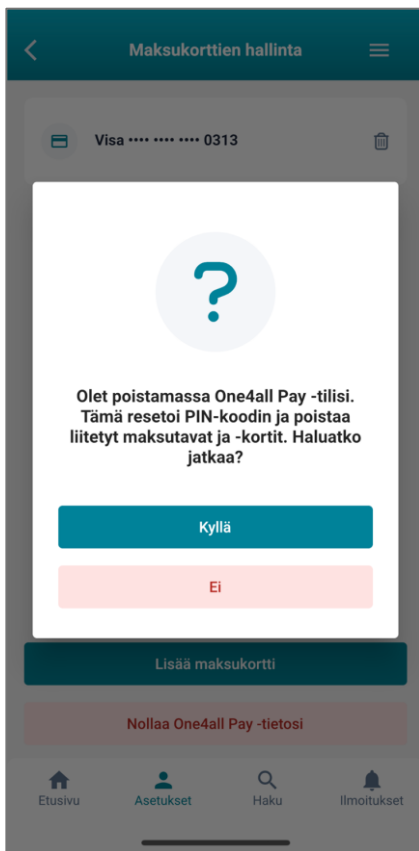 Maksukorttien hallinta
Visa •••• •••• •••• 0313
?
Olet poistamassa One4all Pay -tilisi.
Tämä resetoi PIN-koodin ja poistaa
liitetyt maksutavat ja -kortit. Haluatko
jatkaa?
Kyllä
Ei
Lisää maksukortti
Nollaa One4all Pay -tietosi
Etusivu Asetukset Haku Ilmoitukset